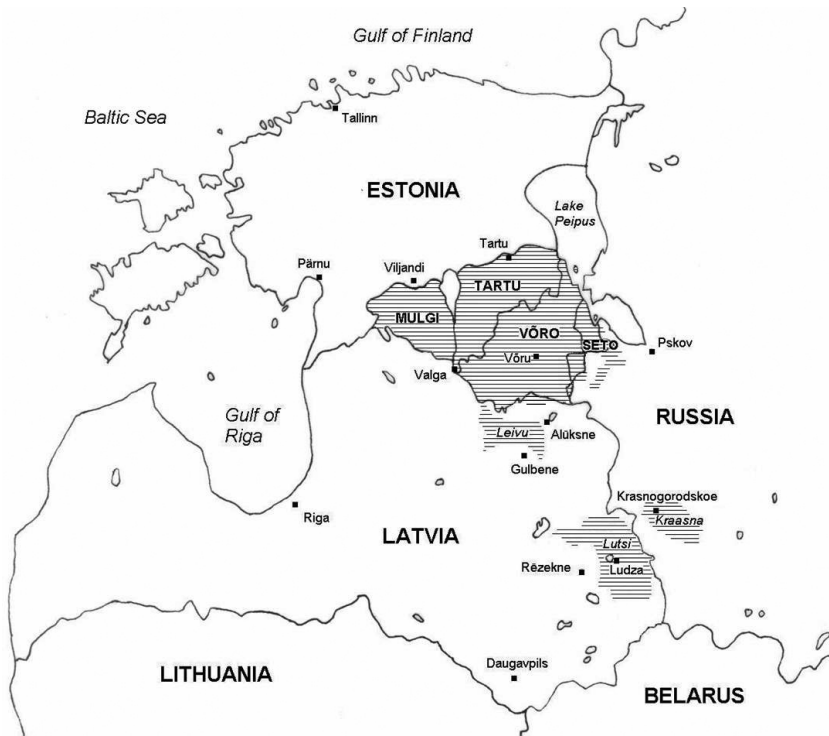 Gulf of Finland
Baltic Sea
Tallinn
ESTONIA
Lake
Peipus
Tartu
Pärnu
Viljandi
TARTU
MULGI
VÕRO
SETO
Võru
Pskov
Valga
Gulf of
Riga
RUSSIA
Leivu
Alūksne
Gulbene
Krasnogorodskoe
Kraasna
Riga
LATVIA
Lutsi
Rēzekne
Ludza
LITHUANIA
Daugavpils
BELARUS